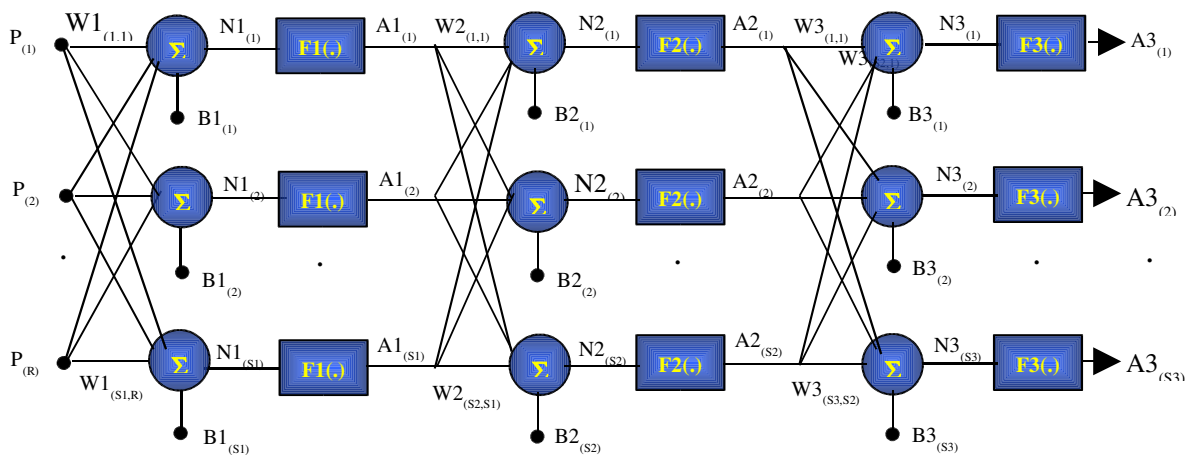 P(1) W1(1,1) Σ N1(1) F1(.) A1(1) W2(1,1) Σ N2(1) F2(.) A2(1) W3(1,1) Σ N3(1) F3(.) A3(1)
W3(2,1)
B1(1) B2(1) B3(1)
P(2) Σ N1(2) F1(.) A1(2) Σ N2(2) F2(.) A2(2) Σ N3(2) F3(.) A3(2)
B1(2) B2(2) B3(2)
P(R) Σ N1(S1) F1(.) A1(S1) Σ N2(S2) F2(.) A2(S2) Σ N3(S3) F3(.) A3(S3)
W1(S1,R) W2(S2,S1) W3(S3,S2)
B1(S1) B2(S2) B3(S3)